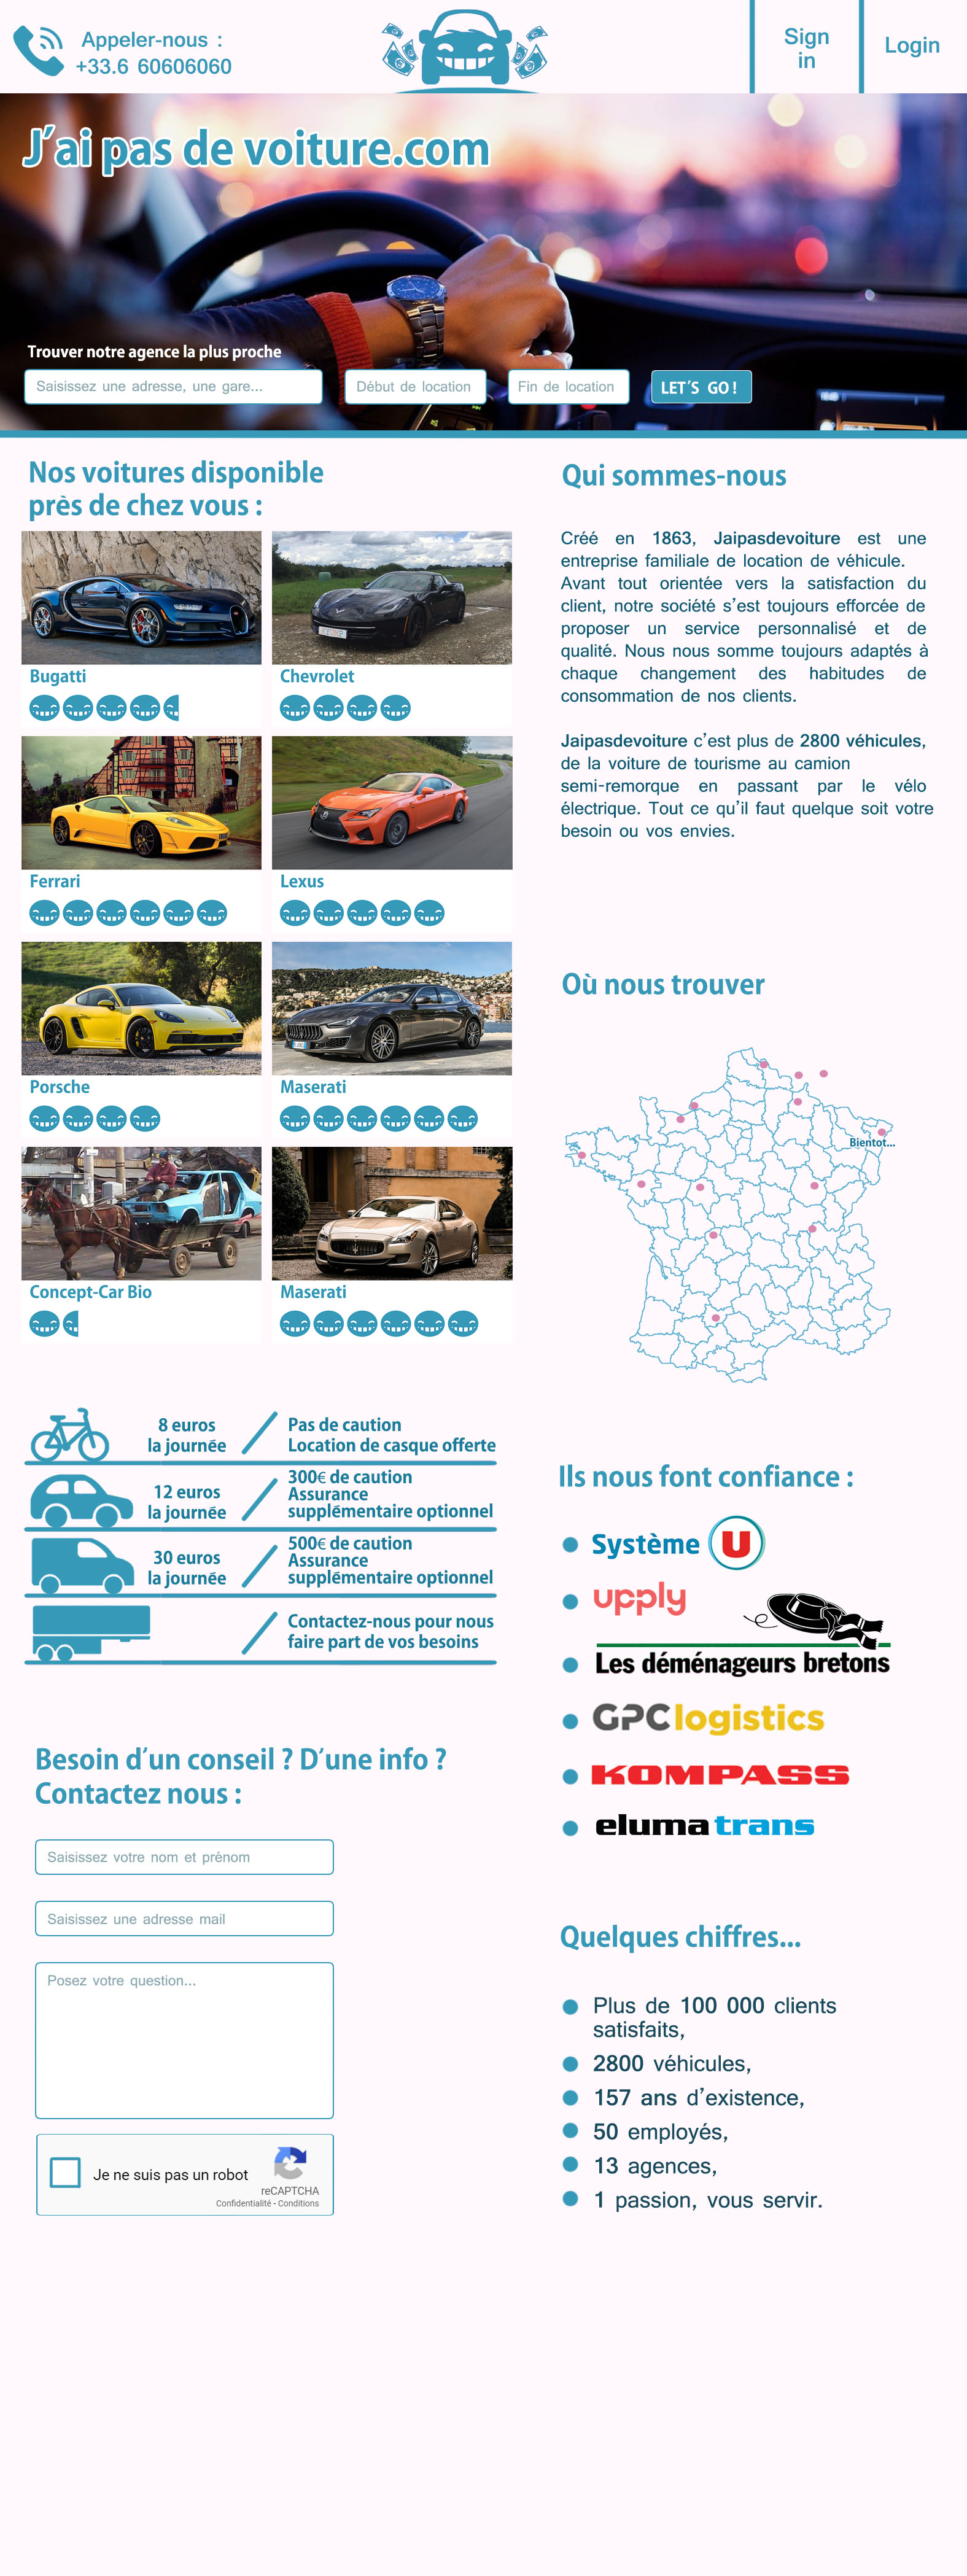 Appeler-nous :
+33.6 60606060
Sign
in
Login
J'ai pas de voiture.com
Trouver notre agence la plus proche
Saisissez une adresse, une gare...
Début de location
Fin de location
LET'S GO !
Nos voitures disponible
près de chez vous :
Bugatti
Chevrolet
Ferrari
Lexus
Porsche
Maserati
Concept-Car Bio
Maserati
8 euros
la journée
Pas de caution
Location de casque offerte
12 euros
la journée
300€ de caution
Assurance
supplémentaire optionnel
30 euros
la journée
500€ de caution
Assurance
supplémentaire optionnel
Contactez-nous pour nous
faire part de vos besoins
Besoin d'un conseil ? D'une info ?
Contactez nous :
Saisissez votre nom et prénom
Saisissez une adresse mail
Posez votre question...
Je ne suis pas un robot
reCAPTCHA
Confidentialité - Conditions
Qui sommes-nous
Créé en 1863, Jaipasdevoiture est une
entreprise familiale de location de véhicule.
Avant tout orientée vers la satisfaction du
client, notre société s'est toujours efforcée de
proposer un service personnalisé et de
qualité. Nous nous somme toujours adaptés à
chaque changement des habitudes de
consommation de nos clients.
Jaipasdevoiture c'est plus de 2800 véhicules,
de la voiture de tourisme au camion
semi-remorque en passant par le vélo
électrique. Tout ce qu'il faut quelque soit votre
besoin ou vos envies.
Où nous trouver
Bientot...
Ils nous font confiance :
Système U
upply
Les déménageurs bretons
GPC logistics
KOMPASS
eluma trans
Quelques chiffres...
Plus de 100 000 clients
satisfaits,
2800 véhicules,
157 ans d'existence,
50 employés,
13 agences,
1 passion, vous servir.